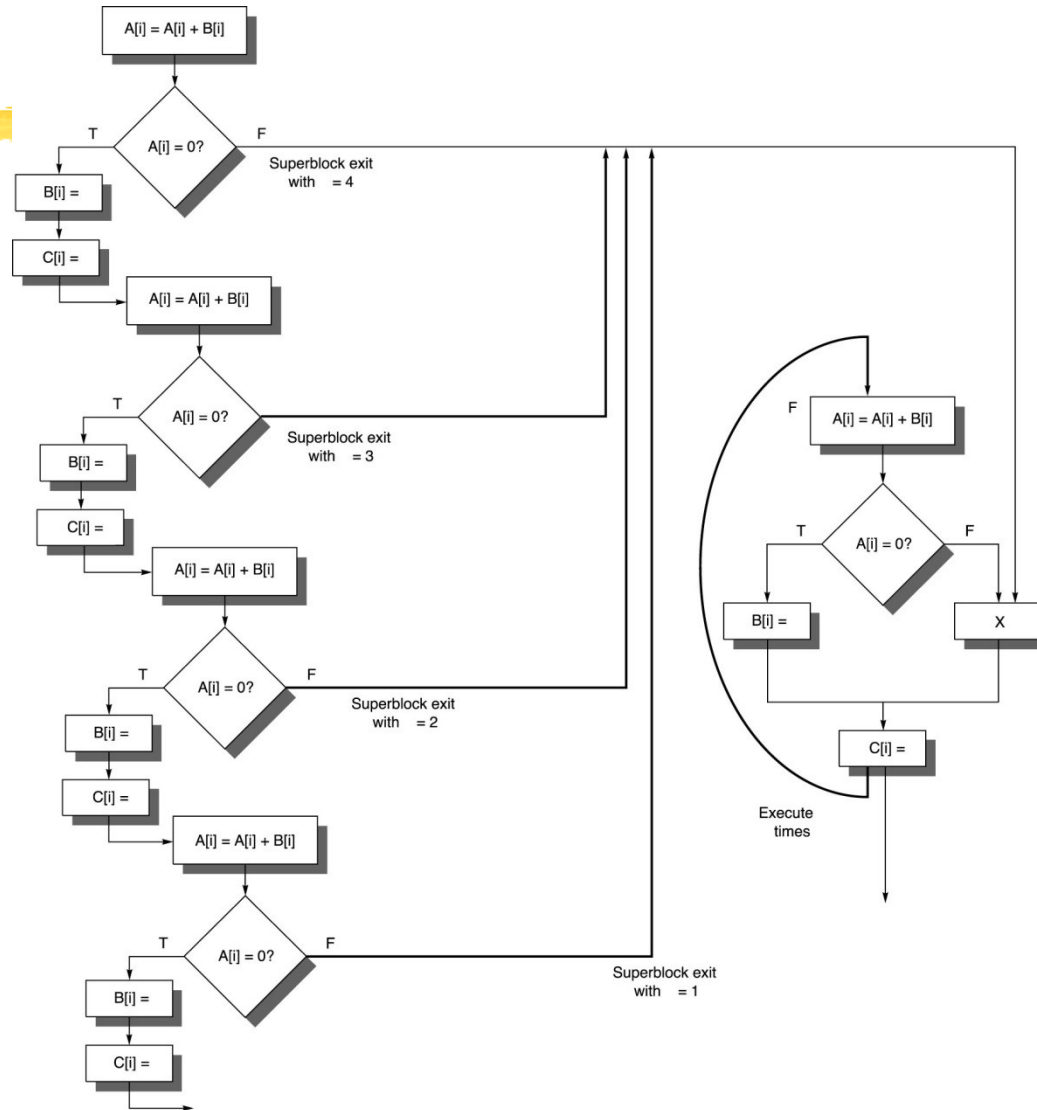 A[i] = A[i] + B[i]
T
A[i] = 0?
F
Superblock exit
with = 4
B[i] =
C[i] =
A[i] = A[i] + B[i]
T
A[i] = 0?
Superblock exit
with = 3
B[i] =
C[i] =
A[i] = A[i] + B[i]
T
A[i] = 0?
F
Superblock exit
with = 2
B[i] =
C[i] =
A[i] = A[i] + B[i]
T
A[i] = 0?
F
Superblock exit
with = 1
B[i] =
C[i] =
F
A[i] = A[i] + B[i]
T
A[i] = 0?
F
B[i] =
X
C[i] =
Execute
times